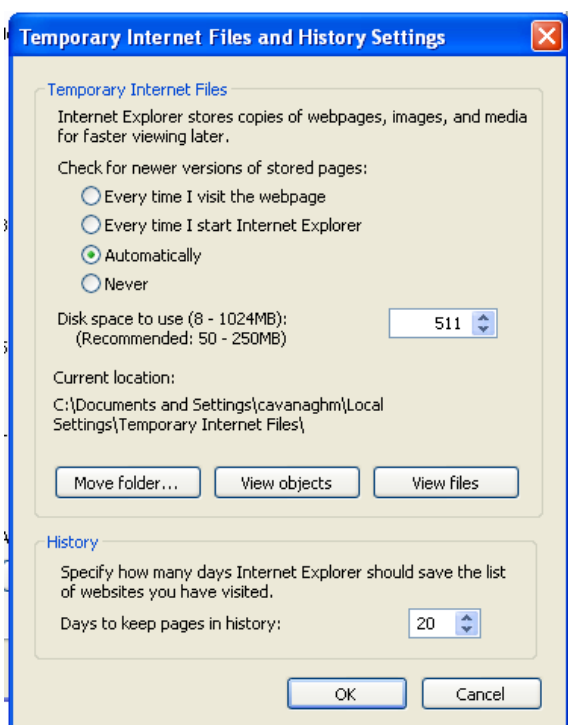 Temporary Internet Files and History Settings
Temporary Internet Files
Internet Explorer stores copies of webpages, images, and media
for faster viewing later.
Check for newer versions of stored pages:
Every time I visit the webpage
Every time I start Internet Explorer
Automatically
Never
Disk space to use (8 - 1024MB): 511
(Recommended: 50 - 250MB)
Current location:
C:\Documents and Settings\cavanaghm\Local
Settings\Temporary Internet Files\
Move folder... View objects View files
History
Specify how many days Internet Explorer should save the list
of websites you have visited.
Days to keep pages in history: 20
OK Cancel